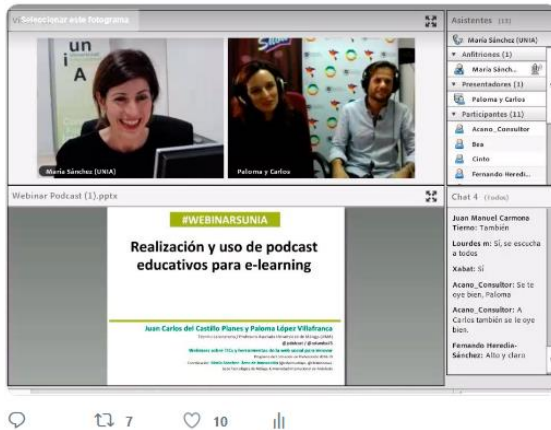 Seleccionar este fotograma
un
i
A
María Sánchez (UNIA)
Paloma y Carlos
Asistentes (13)
María Sánchez (UNIA)
Anfitriones (1)
María Sánch...
Presentadores (1)
Paloma y Carlos
Participantes (11)
Acano_Consultor
Bea
Cinto
Fernando Heredi...
Webinar Podcast (1).pptx
#WEBINARSUNIA
Realización y uso de podcast
educativos para e-learning
Juan Carlos del Castillo Planes y Paloma López Villafranca
Chat 4 (Todos)
Juan Manuel Carmona
Tierno: También
Lourdes m: Sí, se escucha
a todos
Xabat: Sí
Acano_Consultor: Se te
oye bien, Paloma
Acano_Consultor: A
Carlos también se le oye
bien.
Fernando Heredia-
Sánchez: Alto y claro
7
10